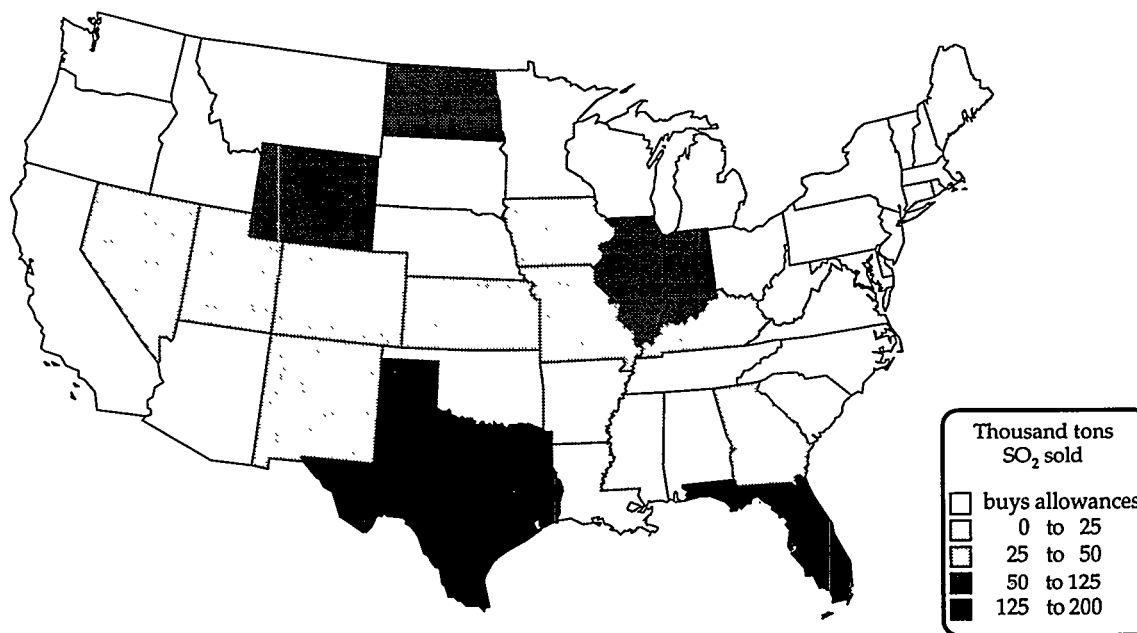 Thousand tons
SO₂ sold
buys allowances
0 to 25
25 to 50
50 to 125
125 to 200